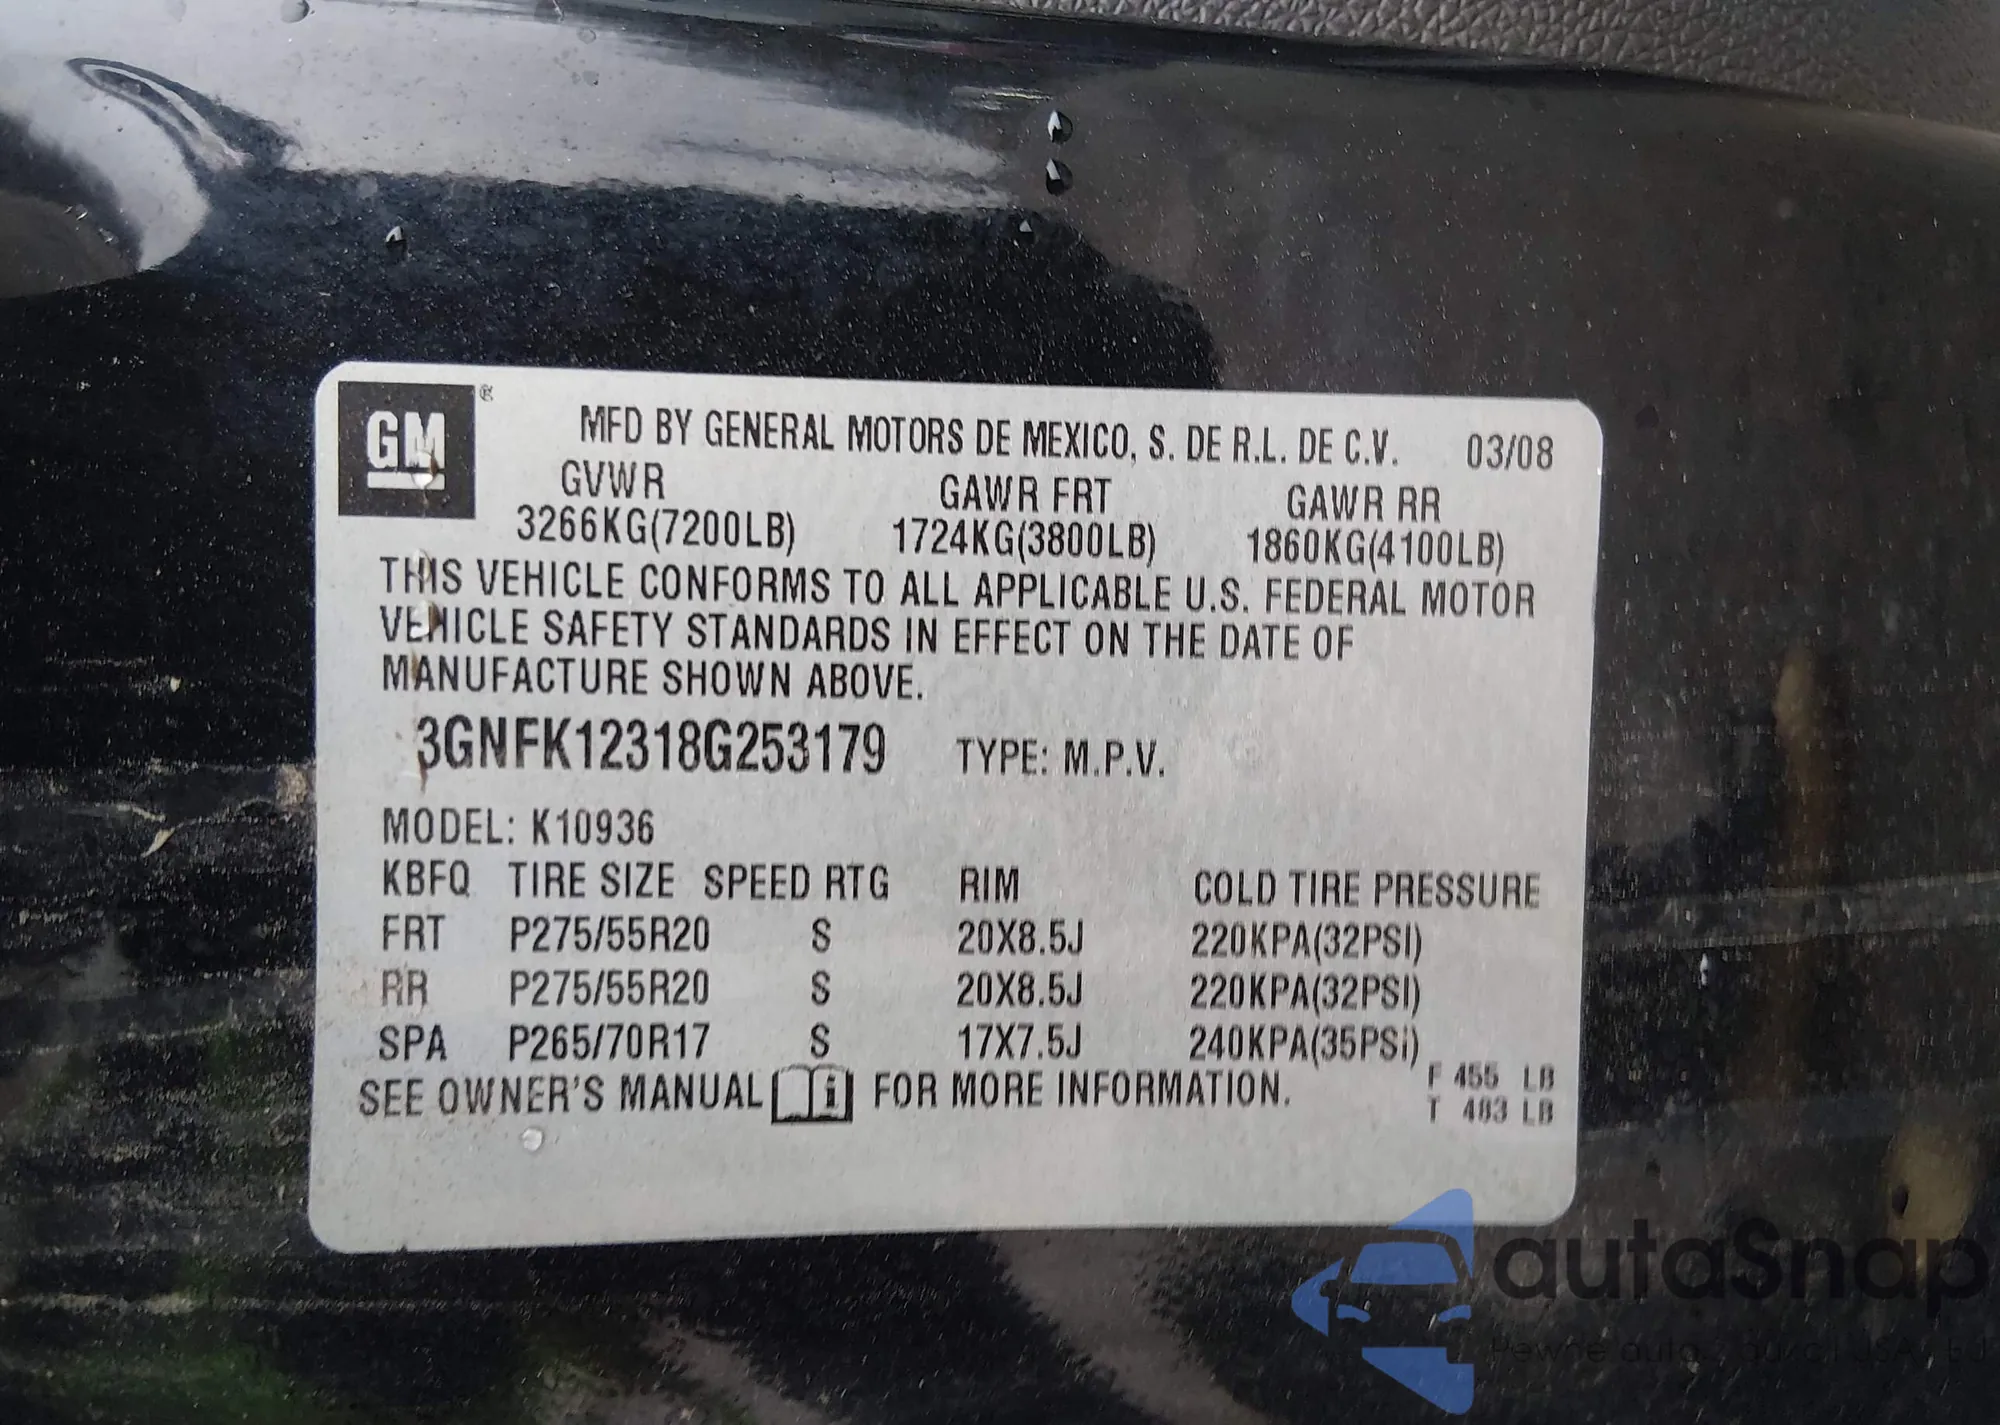 GM ®
MFD BY GENERAL MOTORS DE MEXICO, S. DE R.L. DE C.V. 03/08
GVWR GAWR FRT GAWR RR
3266KG(7200LB) 1724KG(3800LB) 1860KG(4100LB)
THIS VEHICLE CONFORMS TO ALL APPLICABLE U.S. FEDERAL MOTOR
VEHICLE SAFETY STANDARDS IN EFFECT ON THE DATE OF
MANUFACTURE SHOWN ABOVE.
3GNFK12318G253179 TYPE: M.P.V.
MODEL: K10936
KBFQ TIRE SIZE SPEED RTG RIM COLD TIRE PRESSURE
FRT P275/55R20 S 20X8.5J 220KPA(32PSI)
RR P275/55R20 S 20X8.5J 220KPA(32PSI)
SPA P265/70R17 S 17X7.5J 240KPA(35PSi)
SEE OWNER'S MANUAL i FOR MORE INFORMATION.
F 455 LB
T 483 LB
autaSnap
Pewne auta